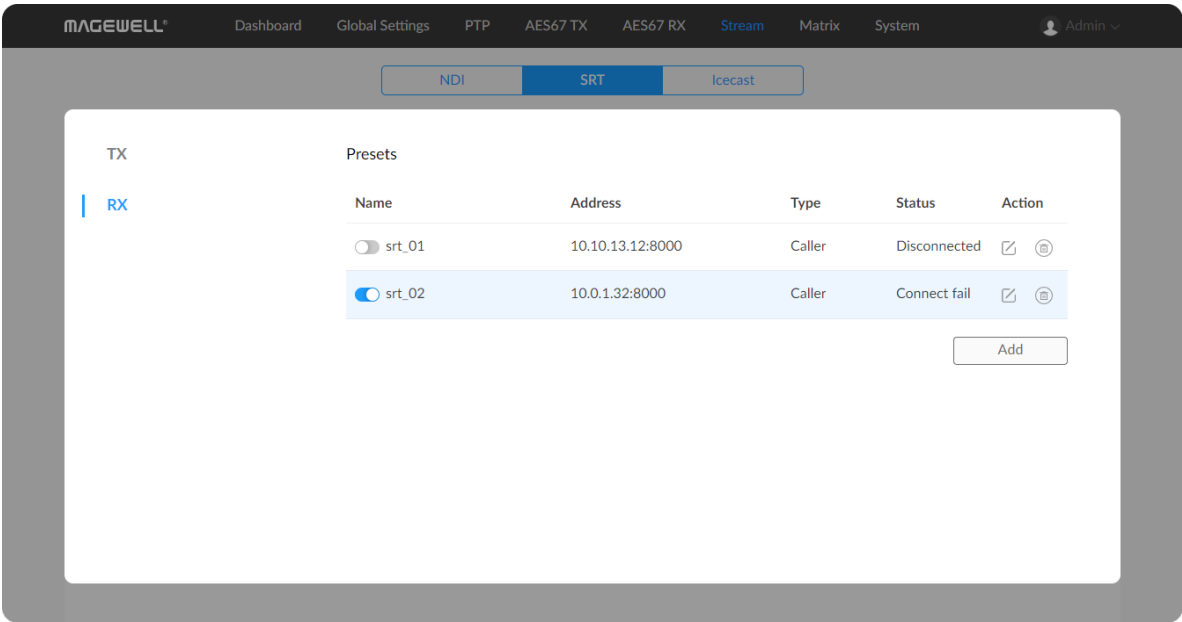 MAGEWELL® Dashboard Global Settings PTP AES67 TX AES67 RX Stream Matrix System Admin
NDI SRT Icecast
TX
RX
Presets
Name Address Type Status Action
srt_01 10.10.13.12:8000 Caller Disconnected
srt_02 10.0.1.32:8000 Caller Connect fail
Add